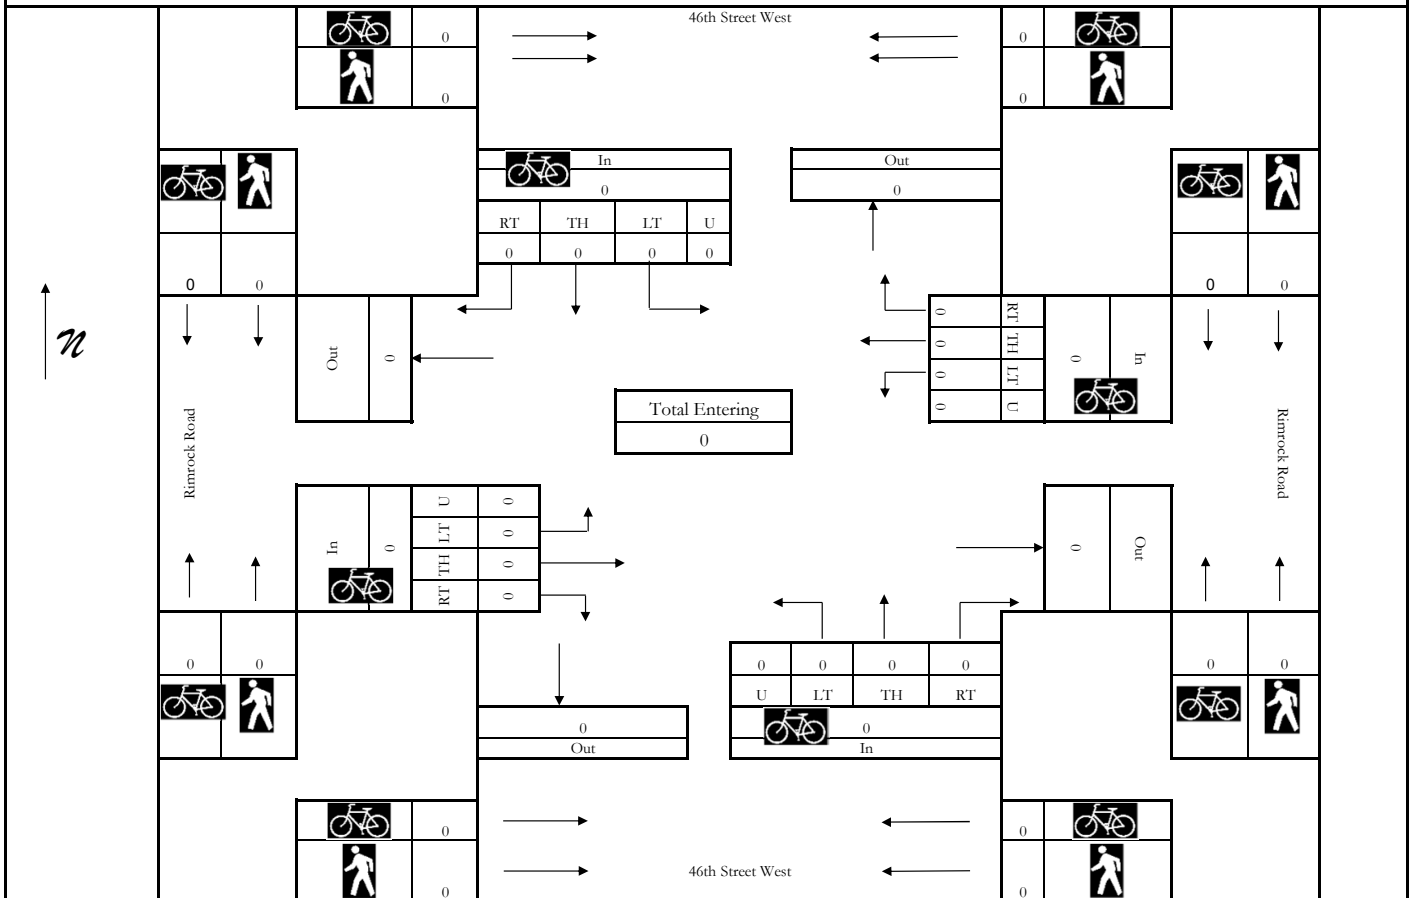 46th Street West
0
0
0
0
In
0
RT TH LT U
0 0 0 0
Out
0
0 0
0 0
N
Out 0
0 RT
0 TH
0 LT
0 U
0 In
Total Entering
0
Rimrock Road
Rimrock Road
In 0
U 0
LT 0
TH 0
RT 0
0 Out
0 0
0 0
0 0 0 0
U LT TH RT
0
In
0
Out
0
0
0
0
46th Street West